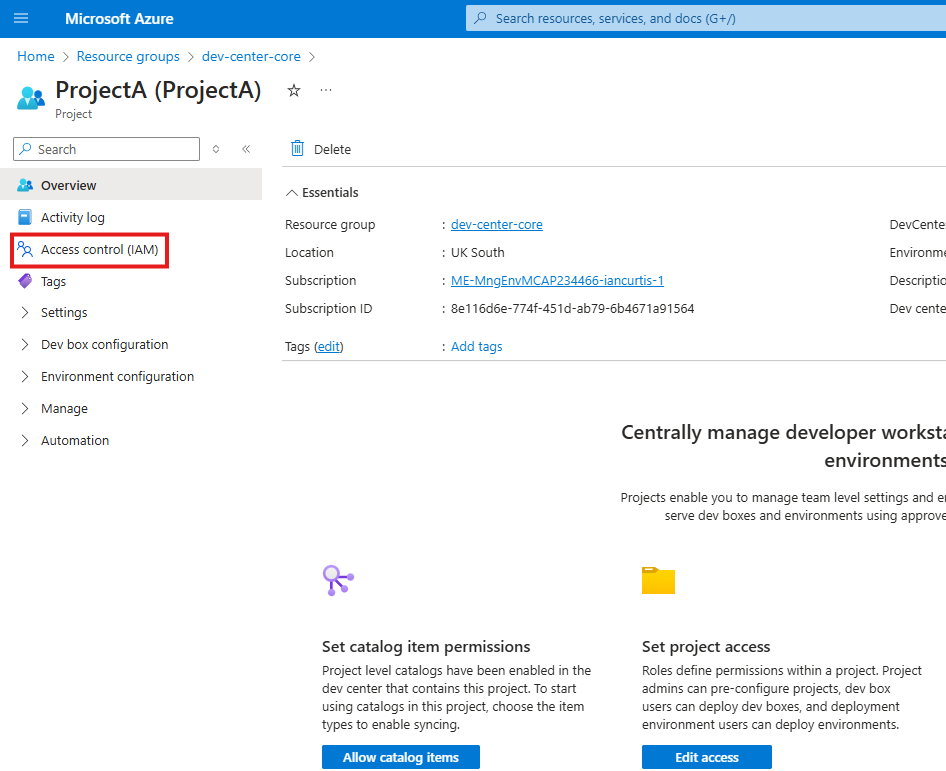 Microsoft Azure
Search resources, services, and docs (G+/)
Home > Resource groups > dev-center-core >
ProjectA (ProjectA)
Project
Search
Overview
Activity log
Access control (IAM)
Tags
Settings
Dev box configuration
Environment configuration
Manage
Automation
Delete
Essentials
Resource group : dev-center-core
DevCente
Location : UK South
Environme
Subscription : ME-MngEnvMCAP234466-iancurtis-1
Descriptio
Subscription ID : 8e116d6e-774f-451d-ab79-6b4671a91564
Dev cente
Tags (edit) : Add tags
Centrally manage developer worksta
environments
Projects enable you to manage team level settings and e
serve dev boxes and environments using approve
Set catalog item permissions
Project level catalogs have been enabled in the
dev center that contains this project. To start
using catalogs in this project, choose the item
types to enable syncing.
Allow catalog items
Set project access
Roles define permissions within a project. Project
admins can pre-configure projects, dev box
users can deploy dev boxes, and deployment
environment users can deploy environments.
Edit access